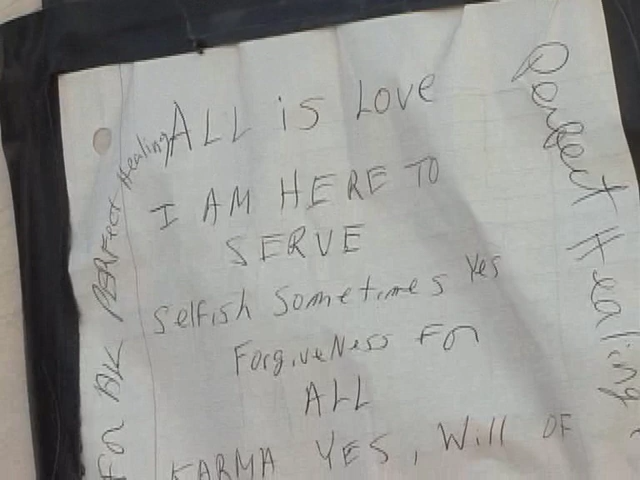 ALL is LOVE
I AM HERE TO
SERVE
selfish sometimes Yes
ForgiveNess For
ALL
KARMA YES, Will OF
For ALL PERFect Healing
Perfect Healing